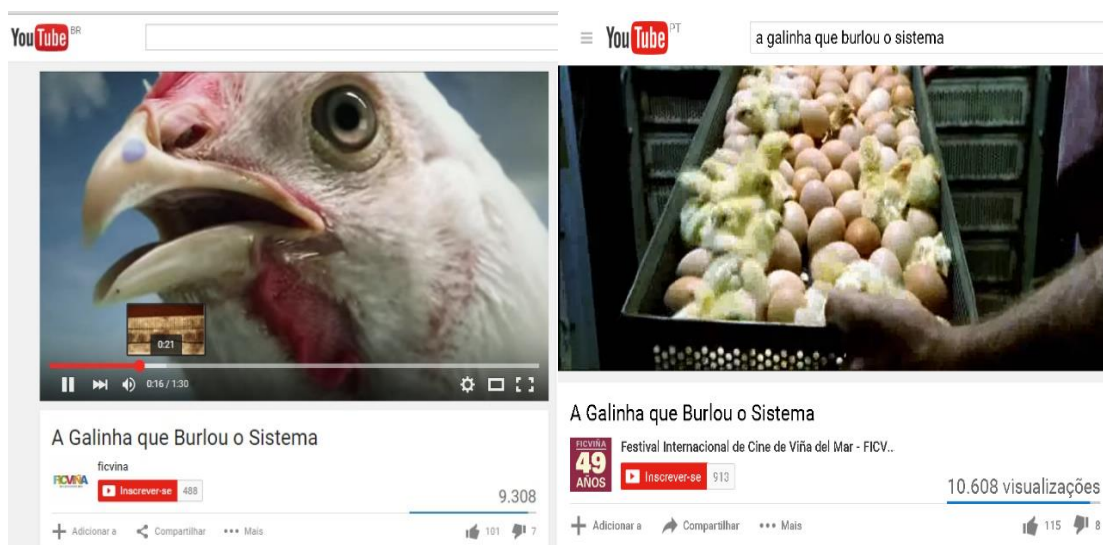 YouTube BR
0:21
0:16 / 1:30
A Galinha que Burlou o Sistema
FICVIÑA
ficvina
Inscrever-se 488
9.308
Adicionar a Compartilhar Mais 101 7
YouTube PT
a galinha que burlou o sistema
A Galinha que Burlou o Sistema
FICVIÑA
49
AÑOS
Festival Internacional de Cine de Viña del Mar - FICV..
Inscrever-se 913
10.608 visualizações
Adicionar a Compartilhar Mais 115 8